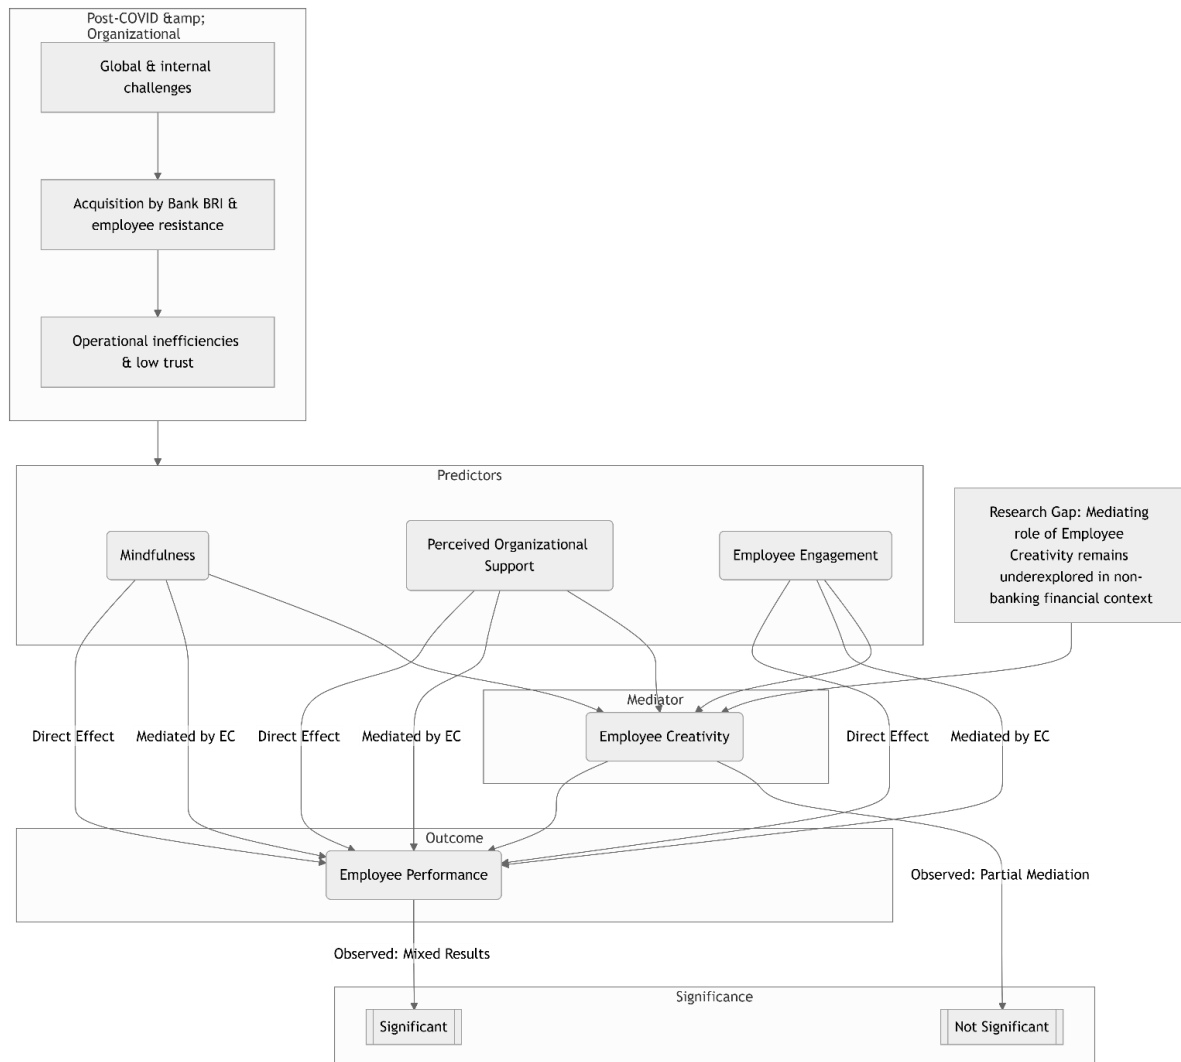 Post-COVID &amp;
Organizational
Global & internal
challenges
Acquisition by Bank BRI &
employee resistance
Operational inefficiencies
& low trust
Predictors
Mindfulness
Perceived Organizational
Support
Employee Engagement
Research Gap: Mediating
role of Employee
Creativity remains
underexplored in non-
banking financial context
Mediator
Employee Creativity
Direct Effect
Mediated by EC
Direct Effect
Mediated by EC
Direct Effect
Mediated by EC
Outcome
Employee Performance
Observed: Partial Mediation
Observed: Mixed Results
Significance
Significant
Not Significant